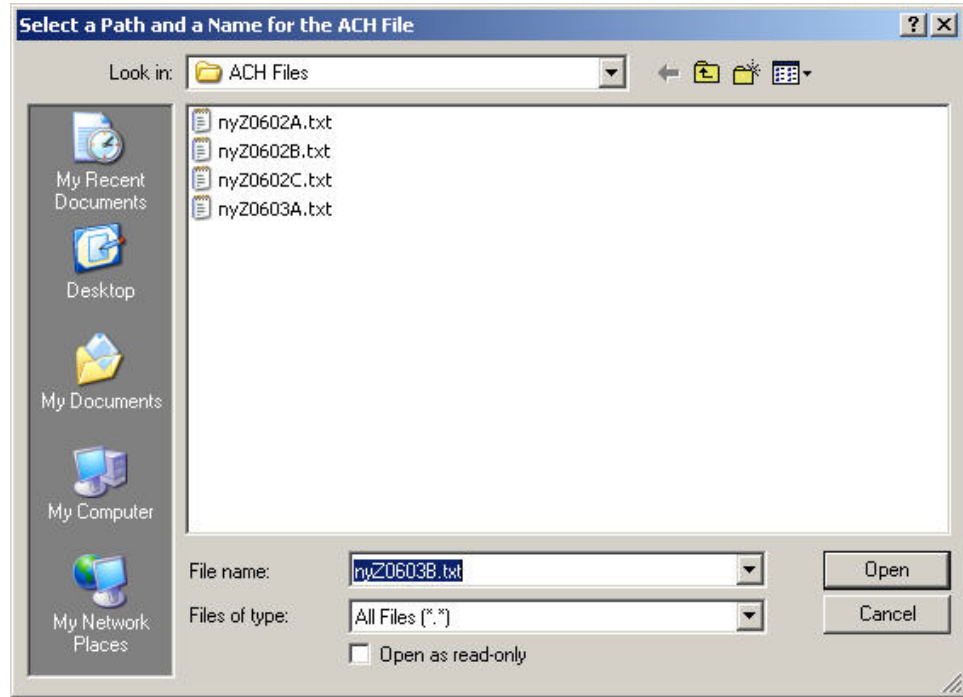 Select a Path and a Name for the ACH File
Look in: ACH Files
nyZ0602A.txt
nyZ0602B.txt
nyZ0602C.txt
nyZ0603A.txt
My Recent
Documents
Desktop
My Documents
My Computer
My Network
Places
File name: nyZ0603B.txt Open
Files of type: All Files (*.*) Cancel
Open as read-only